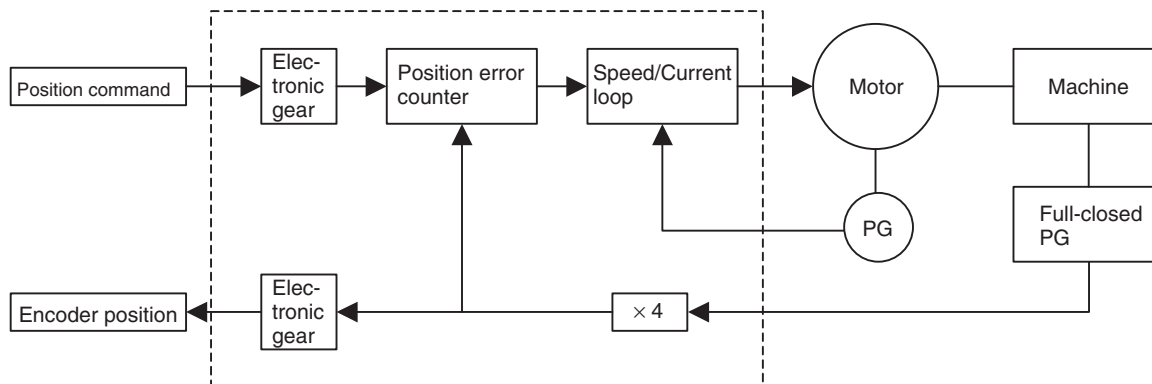 Position command
Elec-
tronic
gear
Position error
counter
Speed/Current
loop
Motor
Machine
PG
Full-closed
PG
Encoder position
Elec-
tronic
gear
× 4